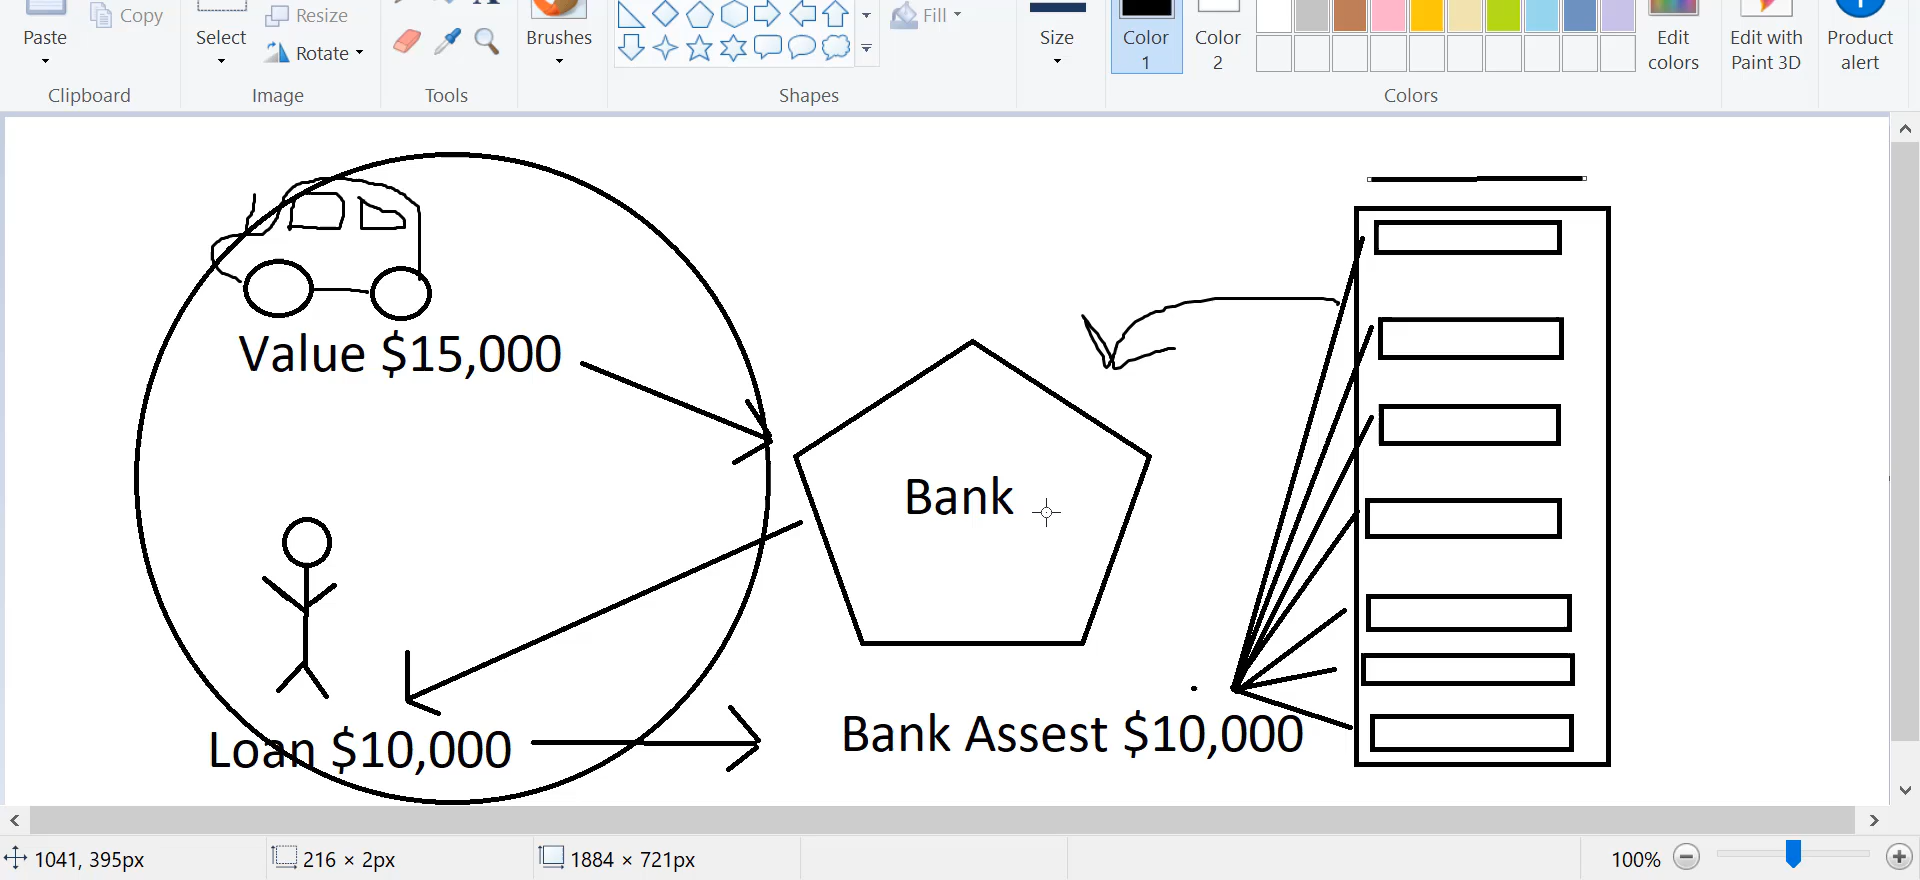 Paste
Copy
Select
Resize
Rotate
Brushes
Fill
Size
Color
1
Color
2
Edit
colors
Edit with
Paint 3D
Product
alert
Clipboard
Image
Tools
Shapes
Colors
Value $15,000
Bank
Loan $10,000
Bank Assest $10,000
1041, 395px
216 × 2px
1884 × 721px
100%